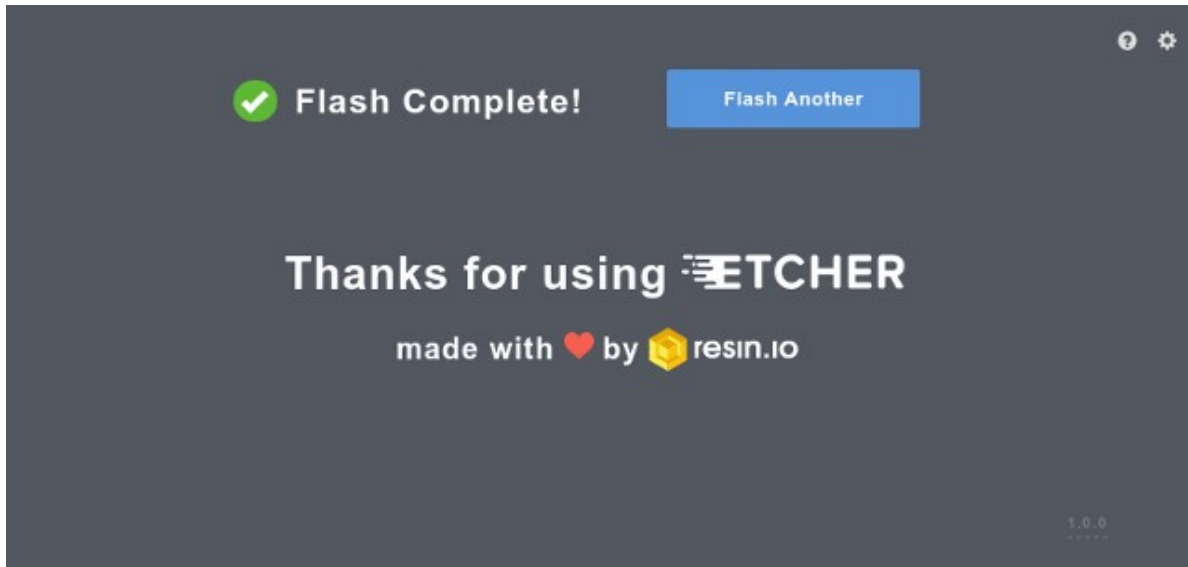 Flash Complete!
Flash Another
Thanks for using ETCHER
made with by resin.io
1.0.0